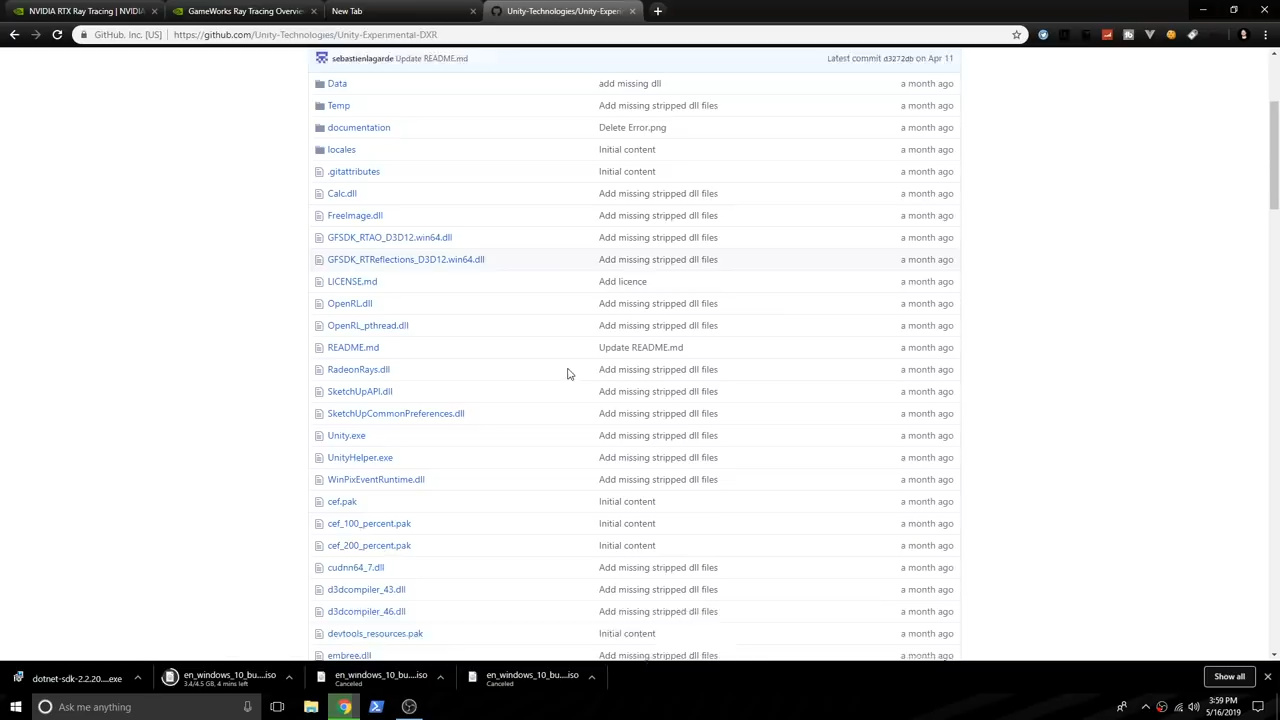 NVIDIA RTX Ray Tracing | NVIDIA
GameWorks Ray Tracing Overview
New Tab
Unity-Technologies/Unity-Experi
GitHub, Inc. [US] | https://github.com/Unity-Technologies/Unity-Experimental-DXR
sebastienlagarde Update README.md Latest commit d3272db on Apr 11
Data add missing dll a month ago
Temp Add missing stripped dll files a month ago
documentation Delete Error.png a month ago
locales Initial content a month ago
.gitattributes Initial content a month ago
Calc.dll Add missing stripped dll files a month ago
FreeImage.dll Add missing stripped dll files a month ago
GFSDK_RTAO_D3D12.win64.dll Add missing stripped dll files a month ago
GFSDK_RTReflections_D3D12.win64.dll Add missing stripped dll files a month ago
LICENSE.md Add licence a month ago
OpenRL.dll Add missing stripped dll files a month ago
OpenRL_pthread.dll Add missing stripped dll files a month ago
README.md Update README.md a month ago
RadeonRays.dll Add missing stripped dll files a month ago
SketchUpAPI.dll Add missing stripped dll files a month ago
SketchUpCommonPreferences.dll Add missing stripped dll files a month ago
Unity.exe Add missing stripped dll files a month ago
UnityHelper.exe Add missing stripped dll files a month ago
WinPixEventRuntime.dll Add missing stripped dll files a month ago
cef.pak Initial content a month ago
cef_100_percent.pak Initial content a month ago
cef_200_percent.pak Initial content a month ago
cudnn64_7.dll Add missing stripped dll files a month ago
d3dcompiler_43.dll Add missing stripped dll files a month ago
d3dcompiler_46.dll Add missing stripped dll files a month ago
devtools_resources.pak Initial content a month ago
embree.dll Add missing stripped dll files a month ago
dotnet-sdk-2.2.20....exe
en_windows_10_bu....iso
3.4/4.5 GB, 4 mins left
en_windows_10_bu....iso
Canceled
en_windows_10_bu....iso
Canceled
Show all
Ask me anything
3:59 PM
5/16/2019